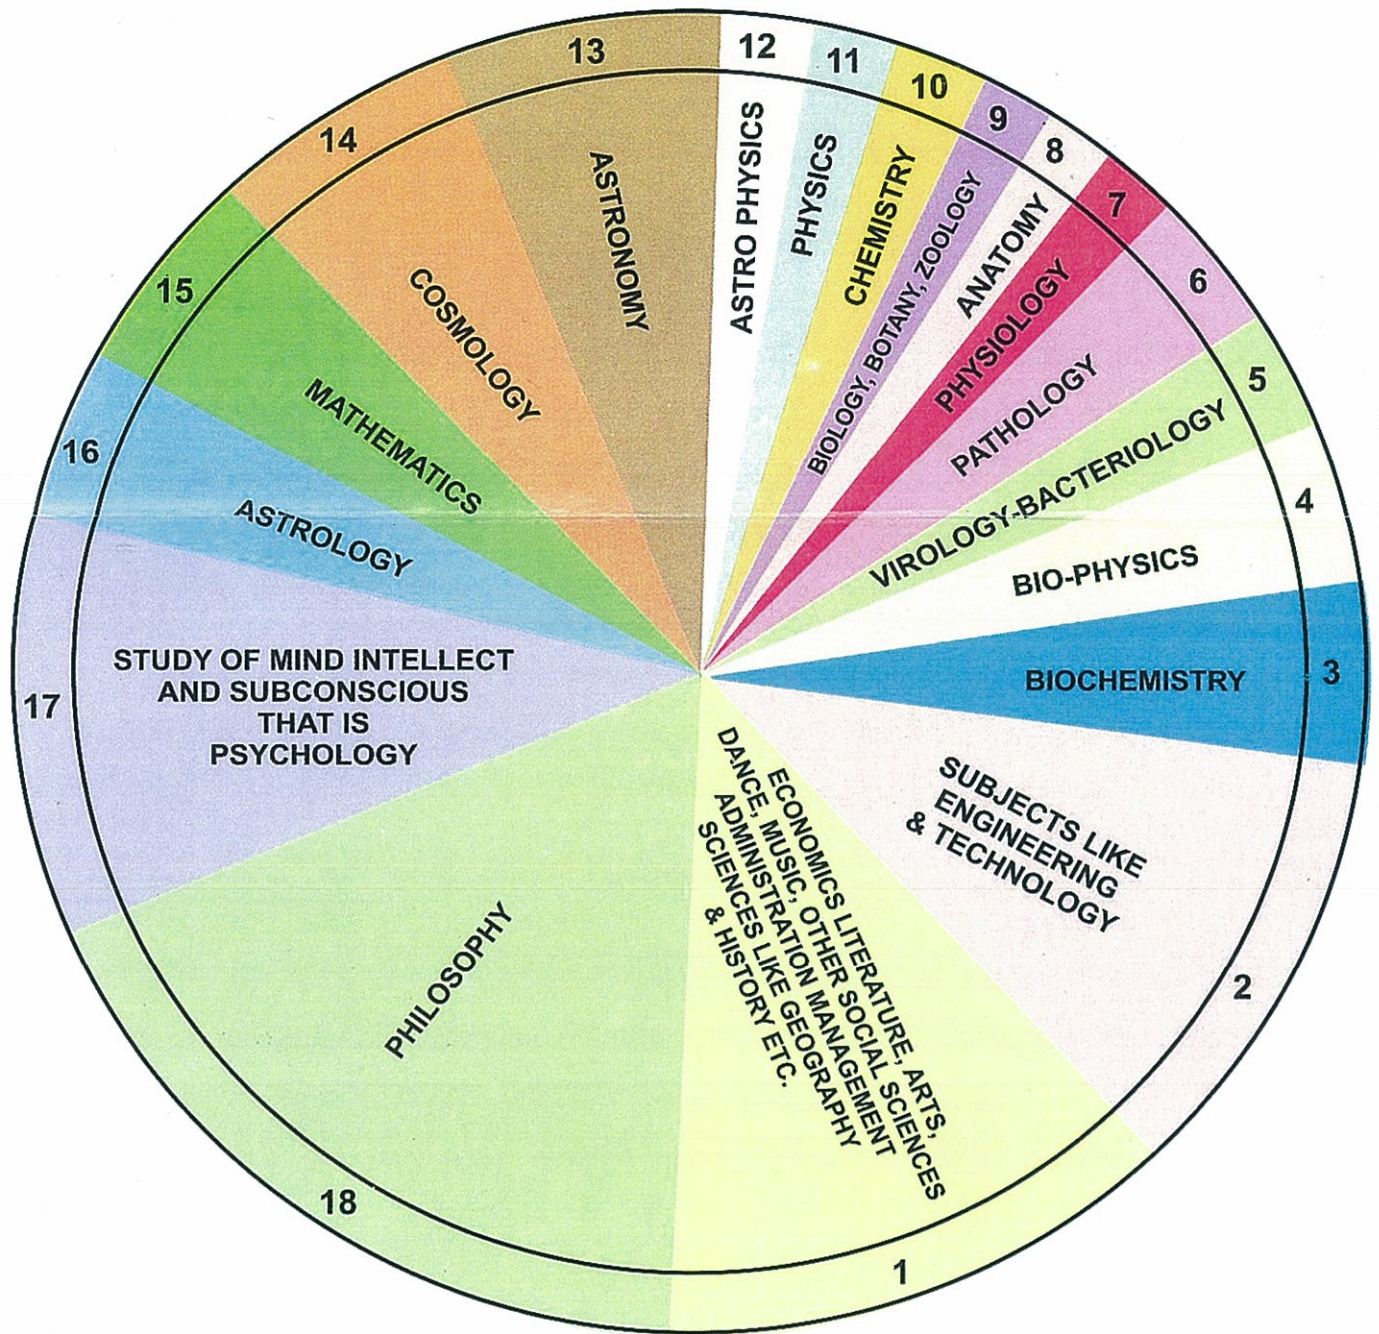 1
ECONOMICS LITERATURE, ARTS,
DANCE, MUSIC, OTHER SOCIAL SCIENCES
ADMINISTRATION MANAGEMENT
SCIENCES LIKE GEOGRAPHY
& HISTORY ETC.
2
SUBJECTS LIKE
ENGINEERING
& TECHNOLOGY
3
BIOCHEMISTRY
4
BIO-PHYSICS
5
VIROLOGY-BACTERIOLOGY
6
PATHOLOGY
7
PHYSIOLOGY
8
ANATOMY
9
BIOLOGY, BOTANY, ZOOLOGY
10
CHEMISTRY
11
PHYSICS
12
ASTRO PHYSICS
13
ASTRONOMY
14
COSMOLOGY
15
MATHEMATICS
16
ASTROLOGY
17
STUDY OF MIND INTELLECT
AND SUBCONSCIOUS
THAT IS
PSYCHOLOGY
18
PHILOSOPHY